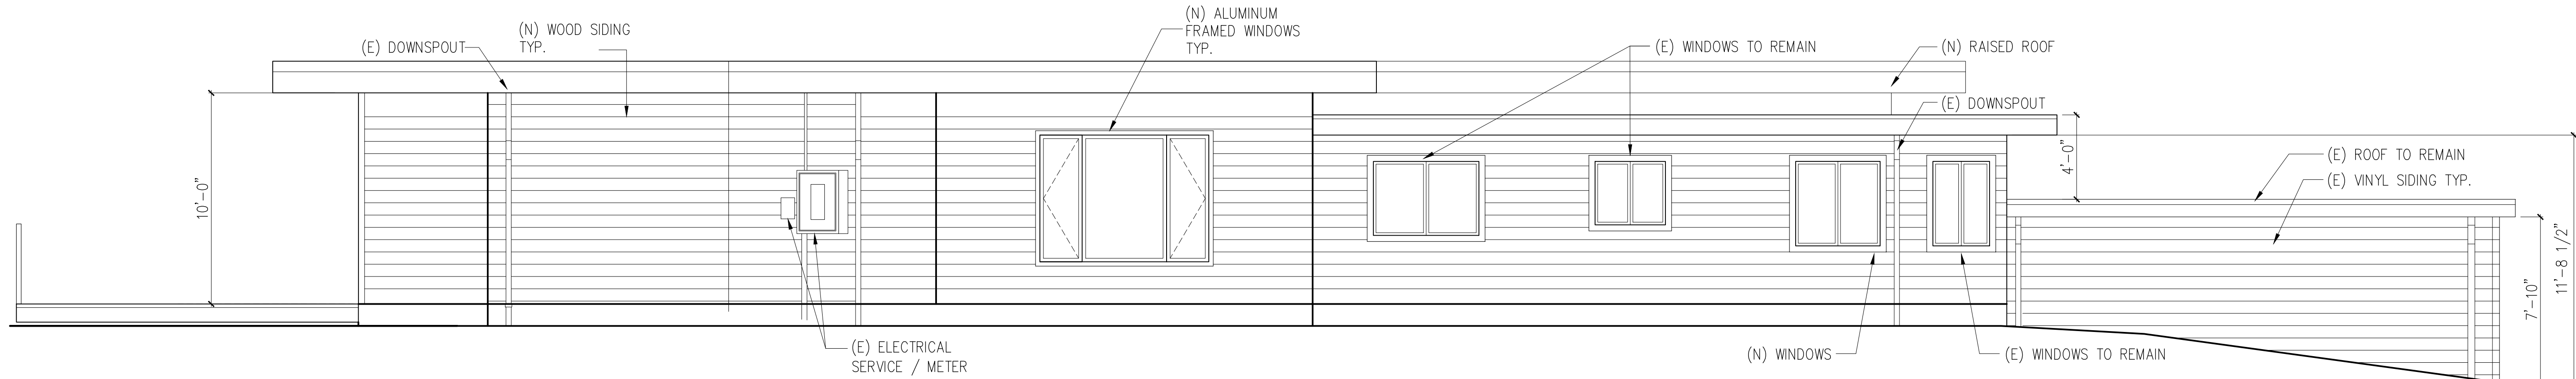 (N) ALUMINUM
FRAMED WINDOWS
TYP.
(N) WOOD SIDING
TYP.
(E) DOWNSPOUT
(E) WINDOWS TO REMAIN
(N) RAISED ROOF
(E) DOWNSPOUT
4'-0"
(E) ROOF TO REMAIN
(E) VINYL SIDING TYP.
10'-0"
11'-8 1/2"
7'-10"
(E) ELECTRICAL
SERVICE / METER
(N) WINDOWS
(E) WINDOWS TO REMAIN